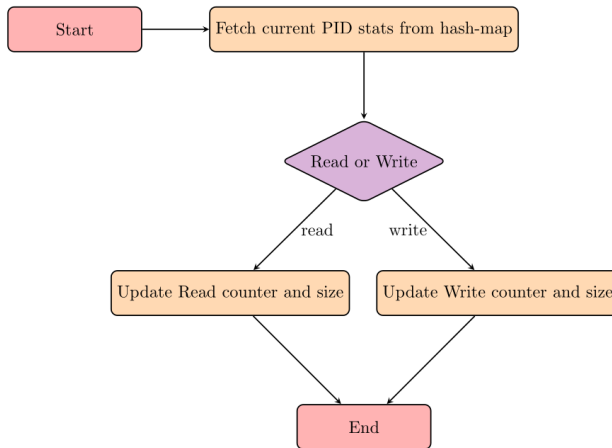 Start
Fetch current PID stats from hash-map
Read or Write
read
write
Update Read counter and size
Update Write counter and size
End